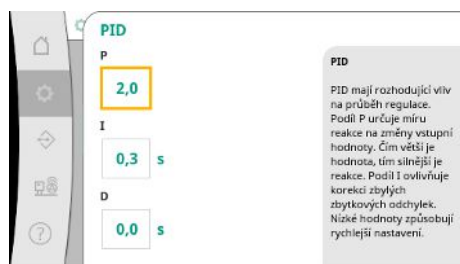 PID
P
2,0
I
0,3 s
D
0,0 s
PID
PID mají rozhodující vliv
na průběh regulace.
Podíl P určuje míru
reakce na změny vstupní
hodnoty. Čím větší je
hodnota, tím silnější je
reakce. Podíl I ovlivňuje
korekci zbylých
zbytkových odchylek.
Nízké hodnoty způsobují
rychlejší nastavení.
?